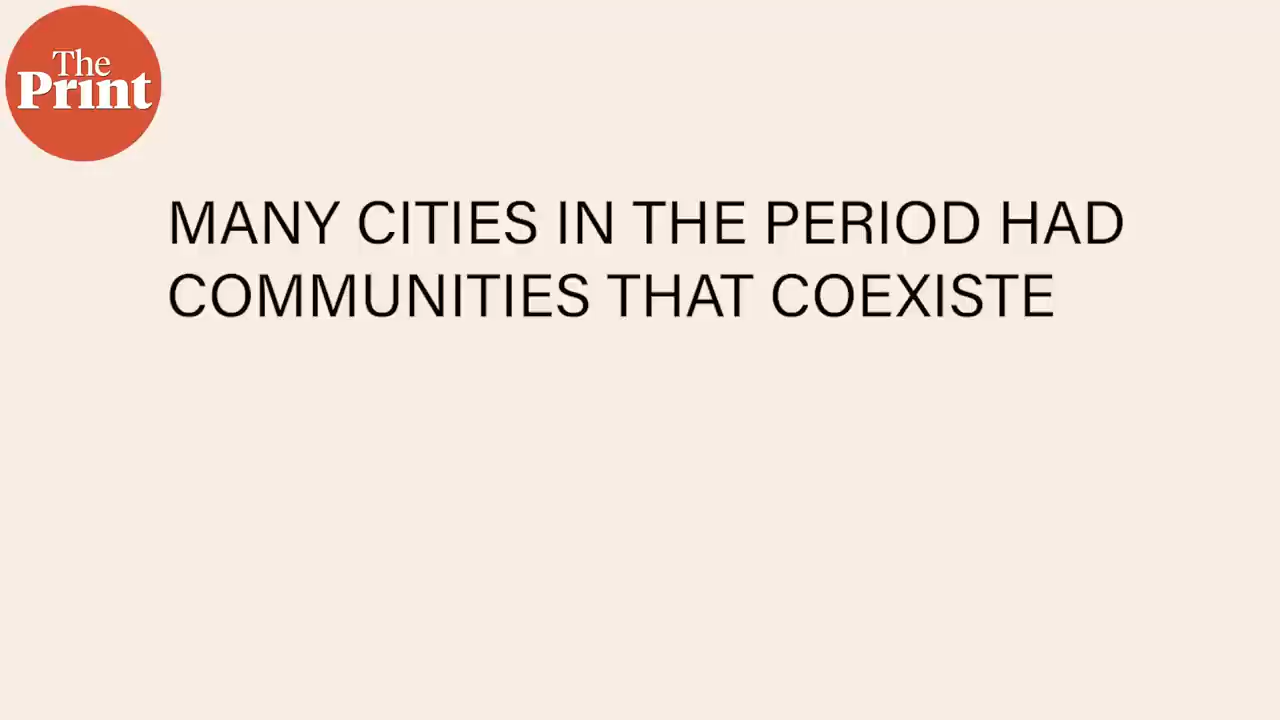 The
Print
MANY CITIES IN THE PERIOD HAD
COMMUNITIES THAT COEXISTE